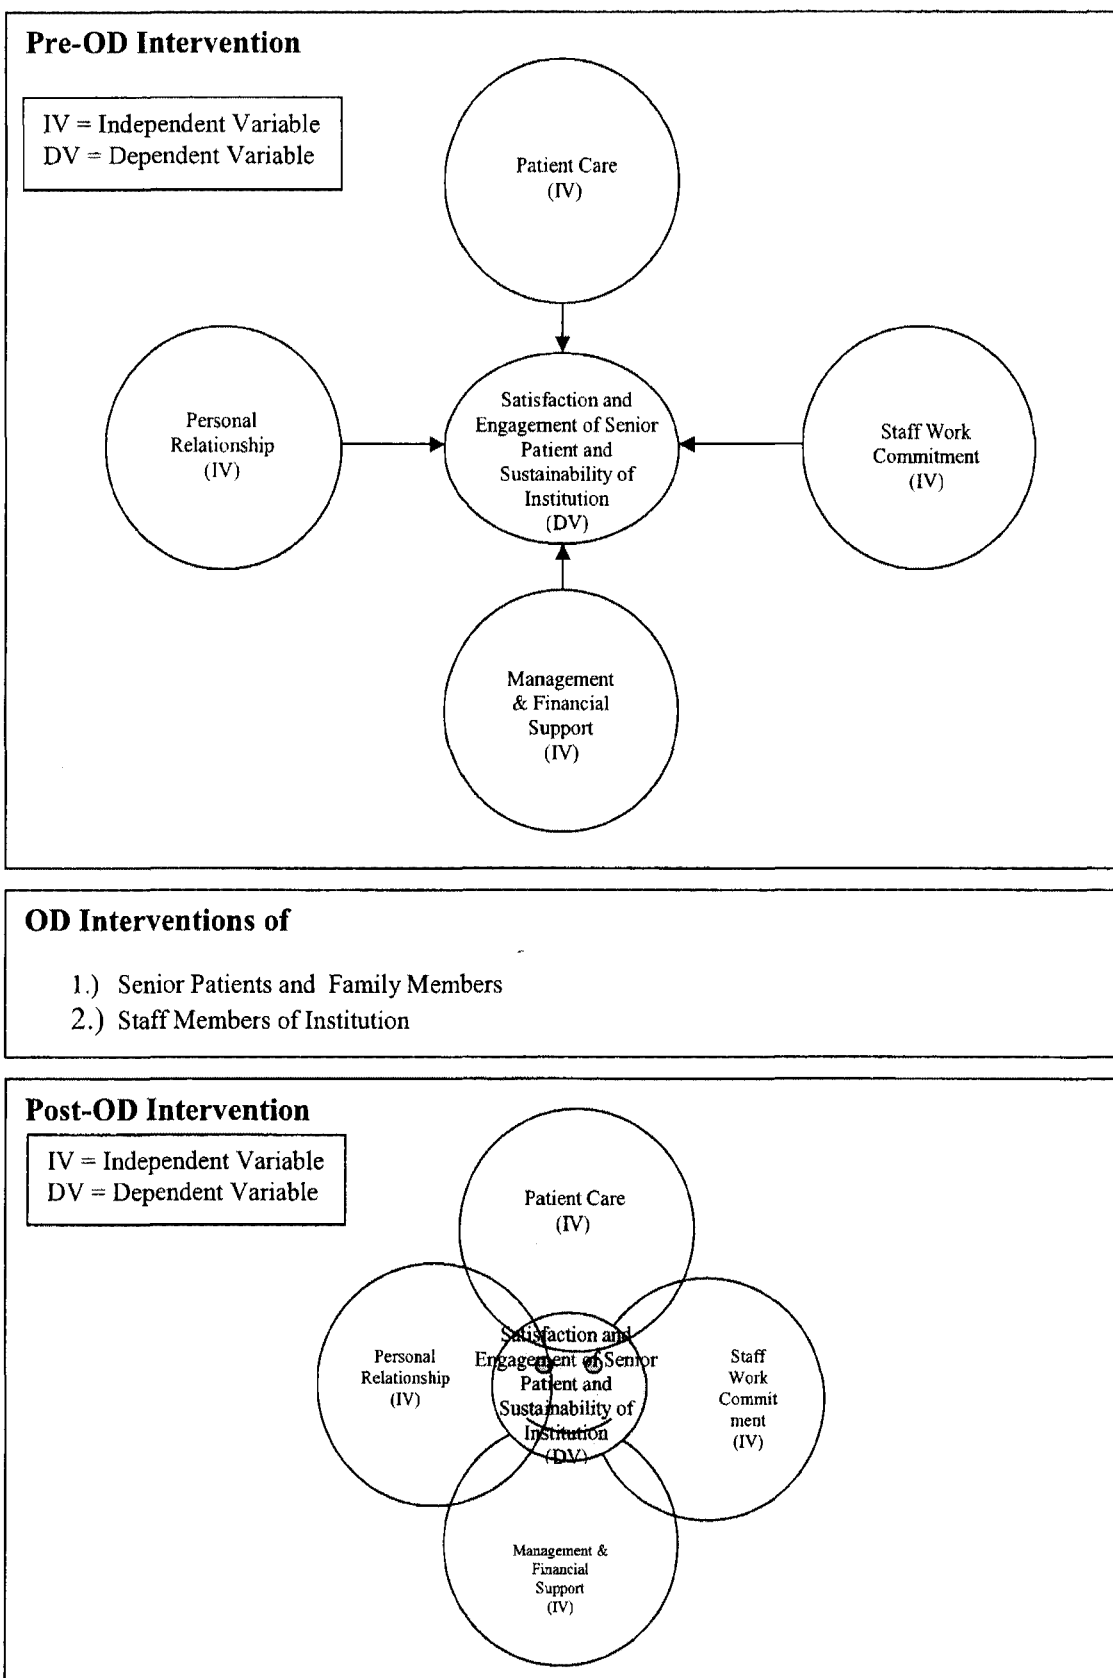 Pre-OD Intervention
IV = Independent Variable
DV = Dependent Variable
Patient Care
(IV)
Personal
Relationship
(IV)
Satisfaction and
Engagement of Senior
Patient and
Sustainability of
Institution
(DV)
Staff Work
Commitment
(IV)
Management
& Financial
Support
(IV)
OD Interventions of
1.) Senior Patients and Family Members
2.) Staff Members of Institution
Post-OD Intervention
IV = Independent Variable
DV = Dependent Variable
Patient Care
(IV)
Personal
Relationship
(IV)
Satisfaction and
Engagement of Senior
Patient and
Sustainability of
Institution
(DV)
Staff
Work
Commit
ment
(IV)
Management &
Financial
Support
(IV)